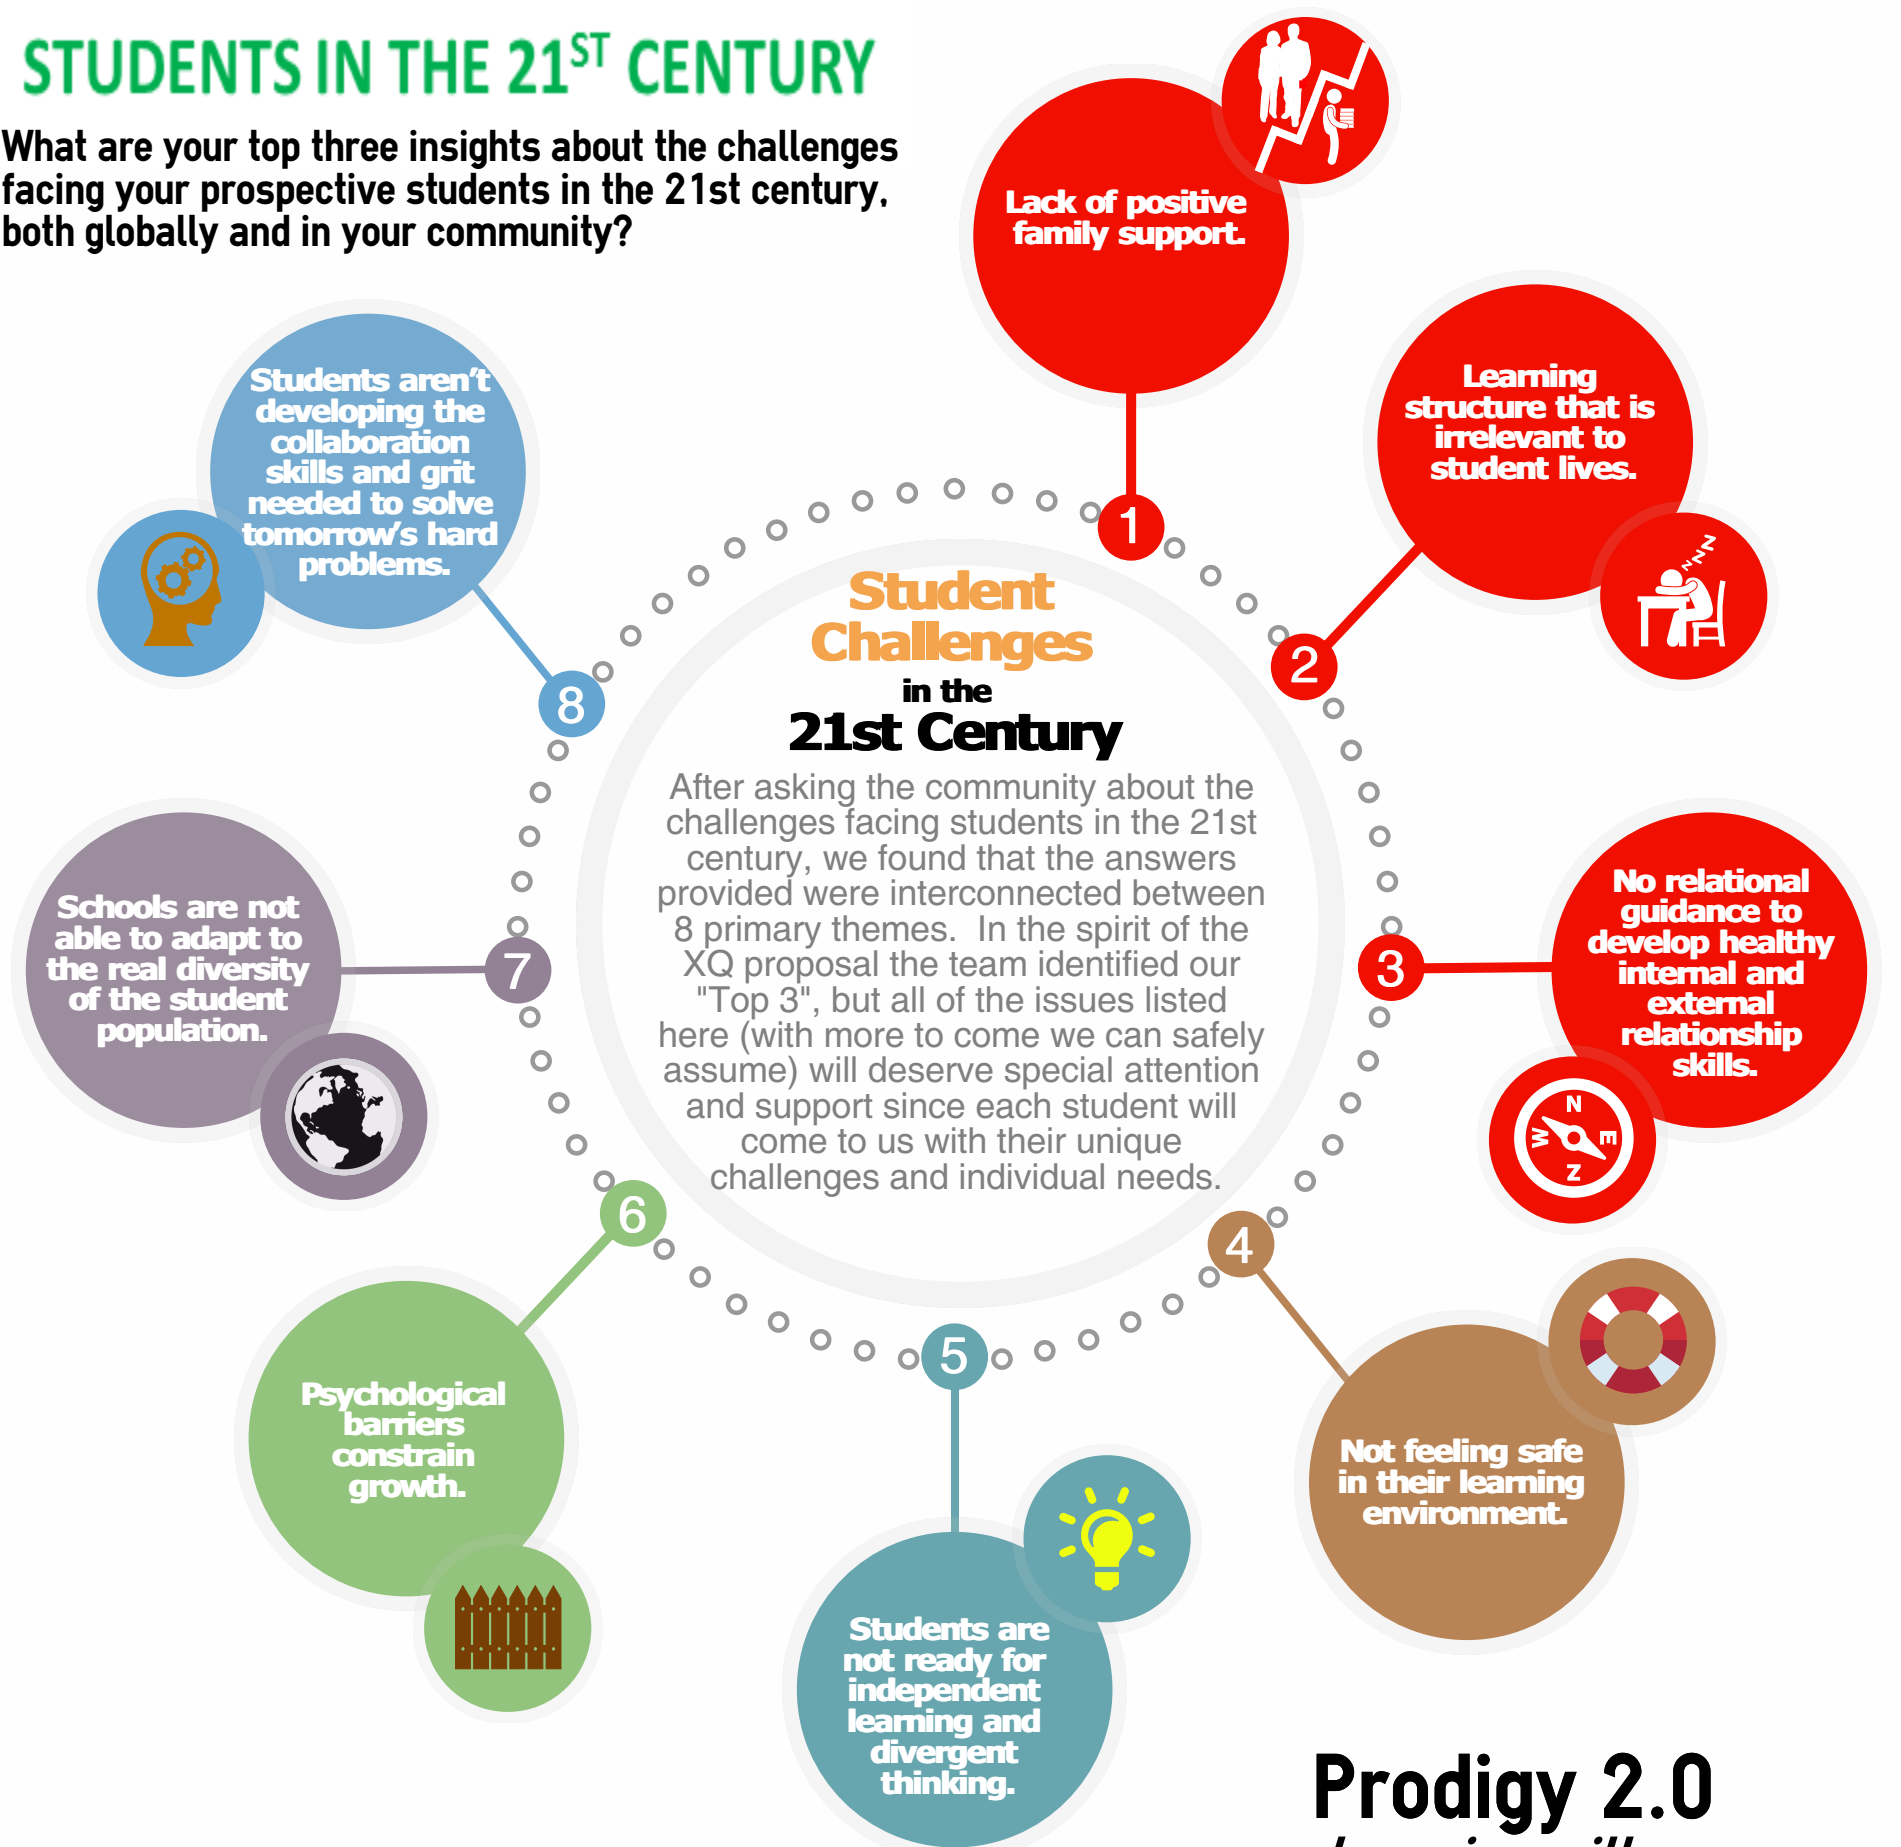 STUDENTS IN THE 21ST CENTURY
What are your top three insights about the challenges
facing your prospective students in the 21st century,
both globally and in your community?
Lack of positive
family support.
1
Learning
structure that is
irrelevant to
student lives.
z
z
z
z
2
No relational
guidance to
develop healthy
internal and
external
relationship
skills.
N
W
E
Z
3
Not feeling safe
in their learning
environment.
4
Students are
not ready for
independent
learning and
divergent
thinking.
5
Psychological
barriers
constrain
growth.
6
Schools are not
able to adapt to
the real diversity
of the student
population.
7
Students aren't
developing the
collaboration
skills and grit
needed to solve
tomorrow's hard
problems.
8
Student
Challenges
in the
21st Century
After asking the community about the
challenges facing students in the 21st
century, we found that the answers
provided were interconnected between
8 primary themes.  In the spirit of the
XQ proposal the team identified our
"Top 3", but all of the issues listed
here (with more to come we can safely
assume) will deserve special attention
and support since each student will
come to us with their unique
challenges and individual needs.
Prodigy 2.0